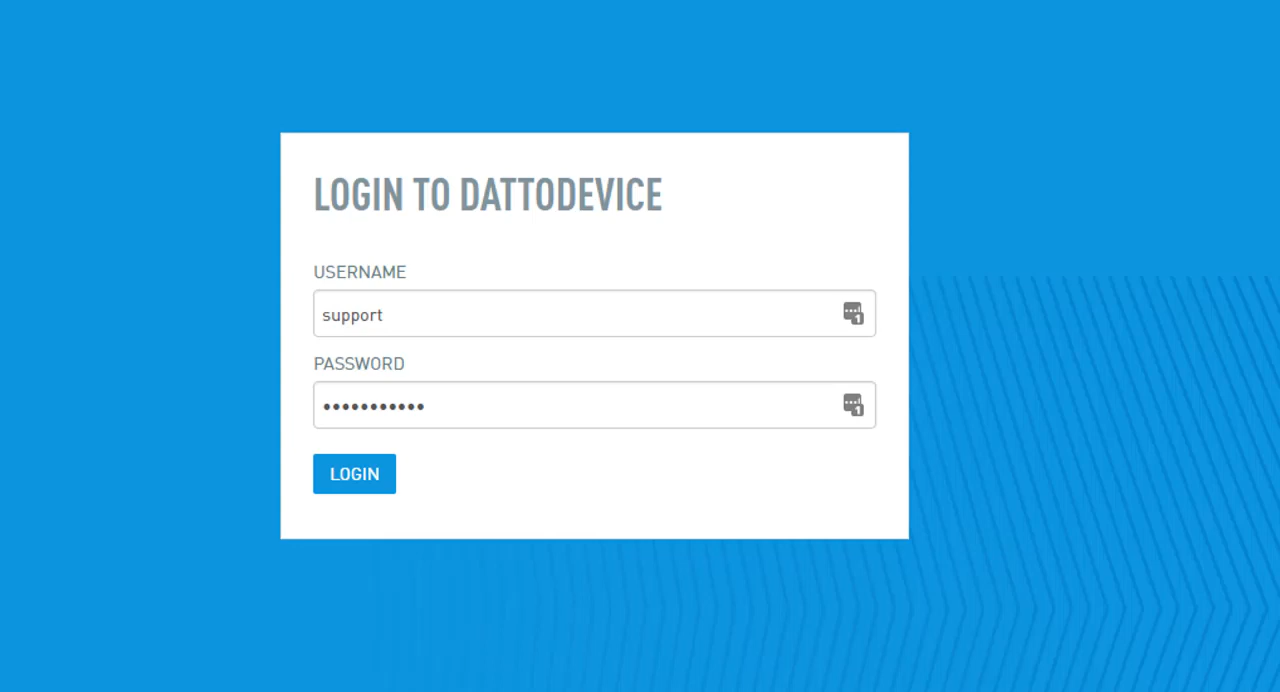 LOGIN TO DATTODEVICE
USERNAME
support
PASSWORD
•••••••••••
LOGIN